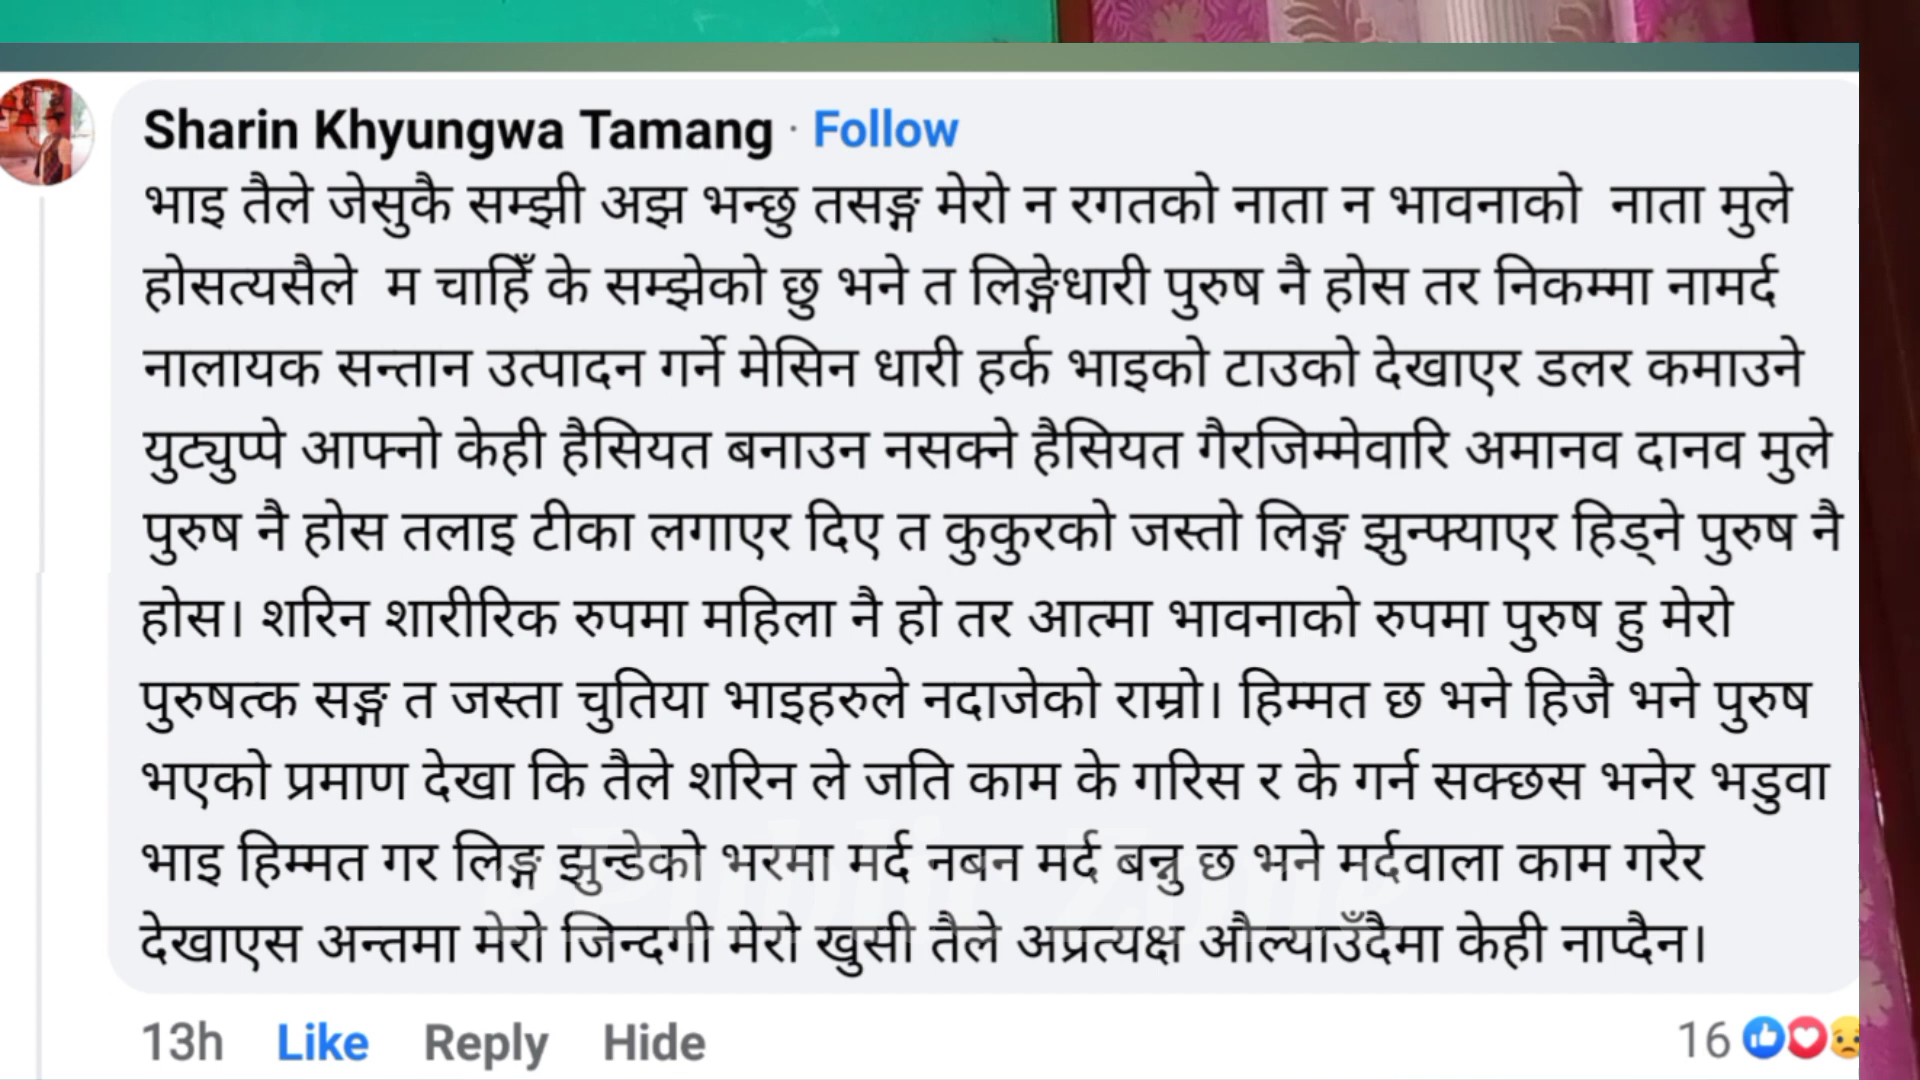 Sharin Khyungwa Tamang · Follow
भाइ तैले जेसुकै सम्झी अझ भन्छु तसङ्ग मेरो न रगतको नाता न भावनाको नाता मुले
होसत्यसैले म चाहिँ के सम्झेको छु भने त लिङ्गेधारी पुरुष नै होस तर निकम्मा नामर्द
नालायक सन्तान उत्पादन गर्ने मेसिन धारी हर्क भाइको टाउको देखाएर डलर कमाउने
युट्युप्पे आफ्नो केही हैसियत बनाउन नसक्ने हैसियत गैरजिम्मेवारि अमानव दानव मुले
पुरुष नै होस तलाइ टीका लगाएर दिए त कुकुरको जस्तो लिङ्ग झुन्फ्याएर हिड्ने पुरुष नै
होस। शरिन शारीरिक रुपमा महिला नै हो तर आत्मा भावनाको रुपमा पुरुष हु मेरो
पुरुषत्क सङ्ग त जस्ता चुतिया भाइहरुले नदाजेको राम्रो। हिम्मत छ भने हिजै भने पुरुष
भएको प्रमाण देखा कि तैले शरिन ले जति काम के गरिस र के गर्न सक्छस भनेर भडुवा
भाइ हिम्मत गर लिङ्ग झुन्डेको भरमा मर्द नबन मर्द बन्नु छ भने मर्दवाला काम गरेर
देखाएस अन्तमा मेरो जिन्दगी मेरो खुसी तैले अप्रत्यक्ष औल्याउँदैमा केही नाप्दैन।
13h Like Reply Hide 16